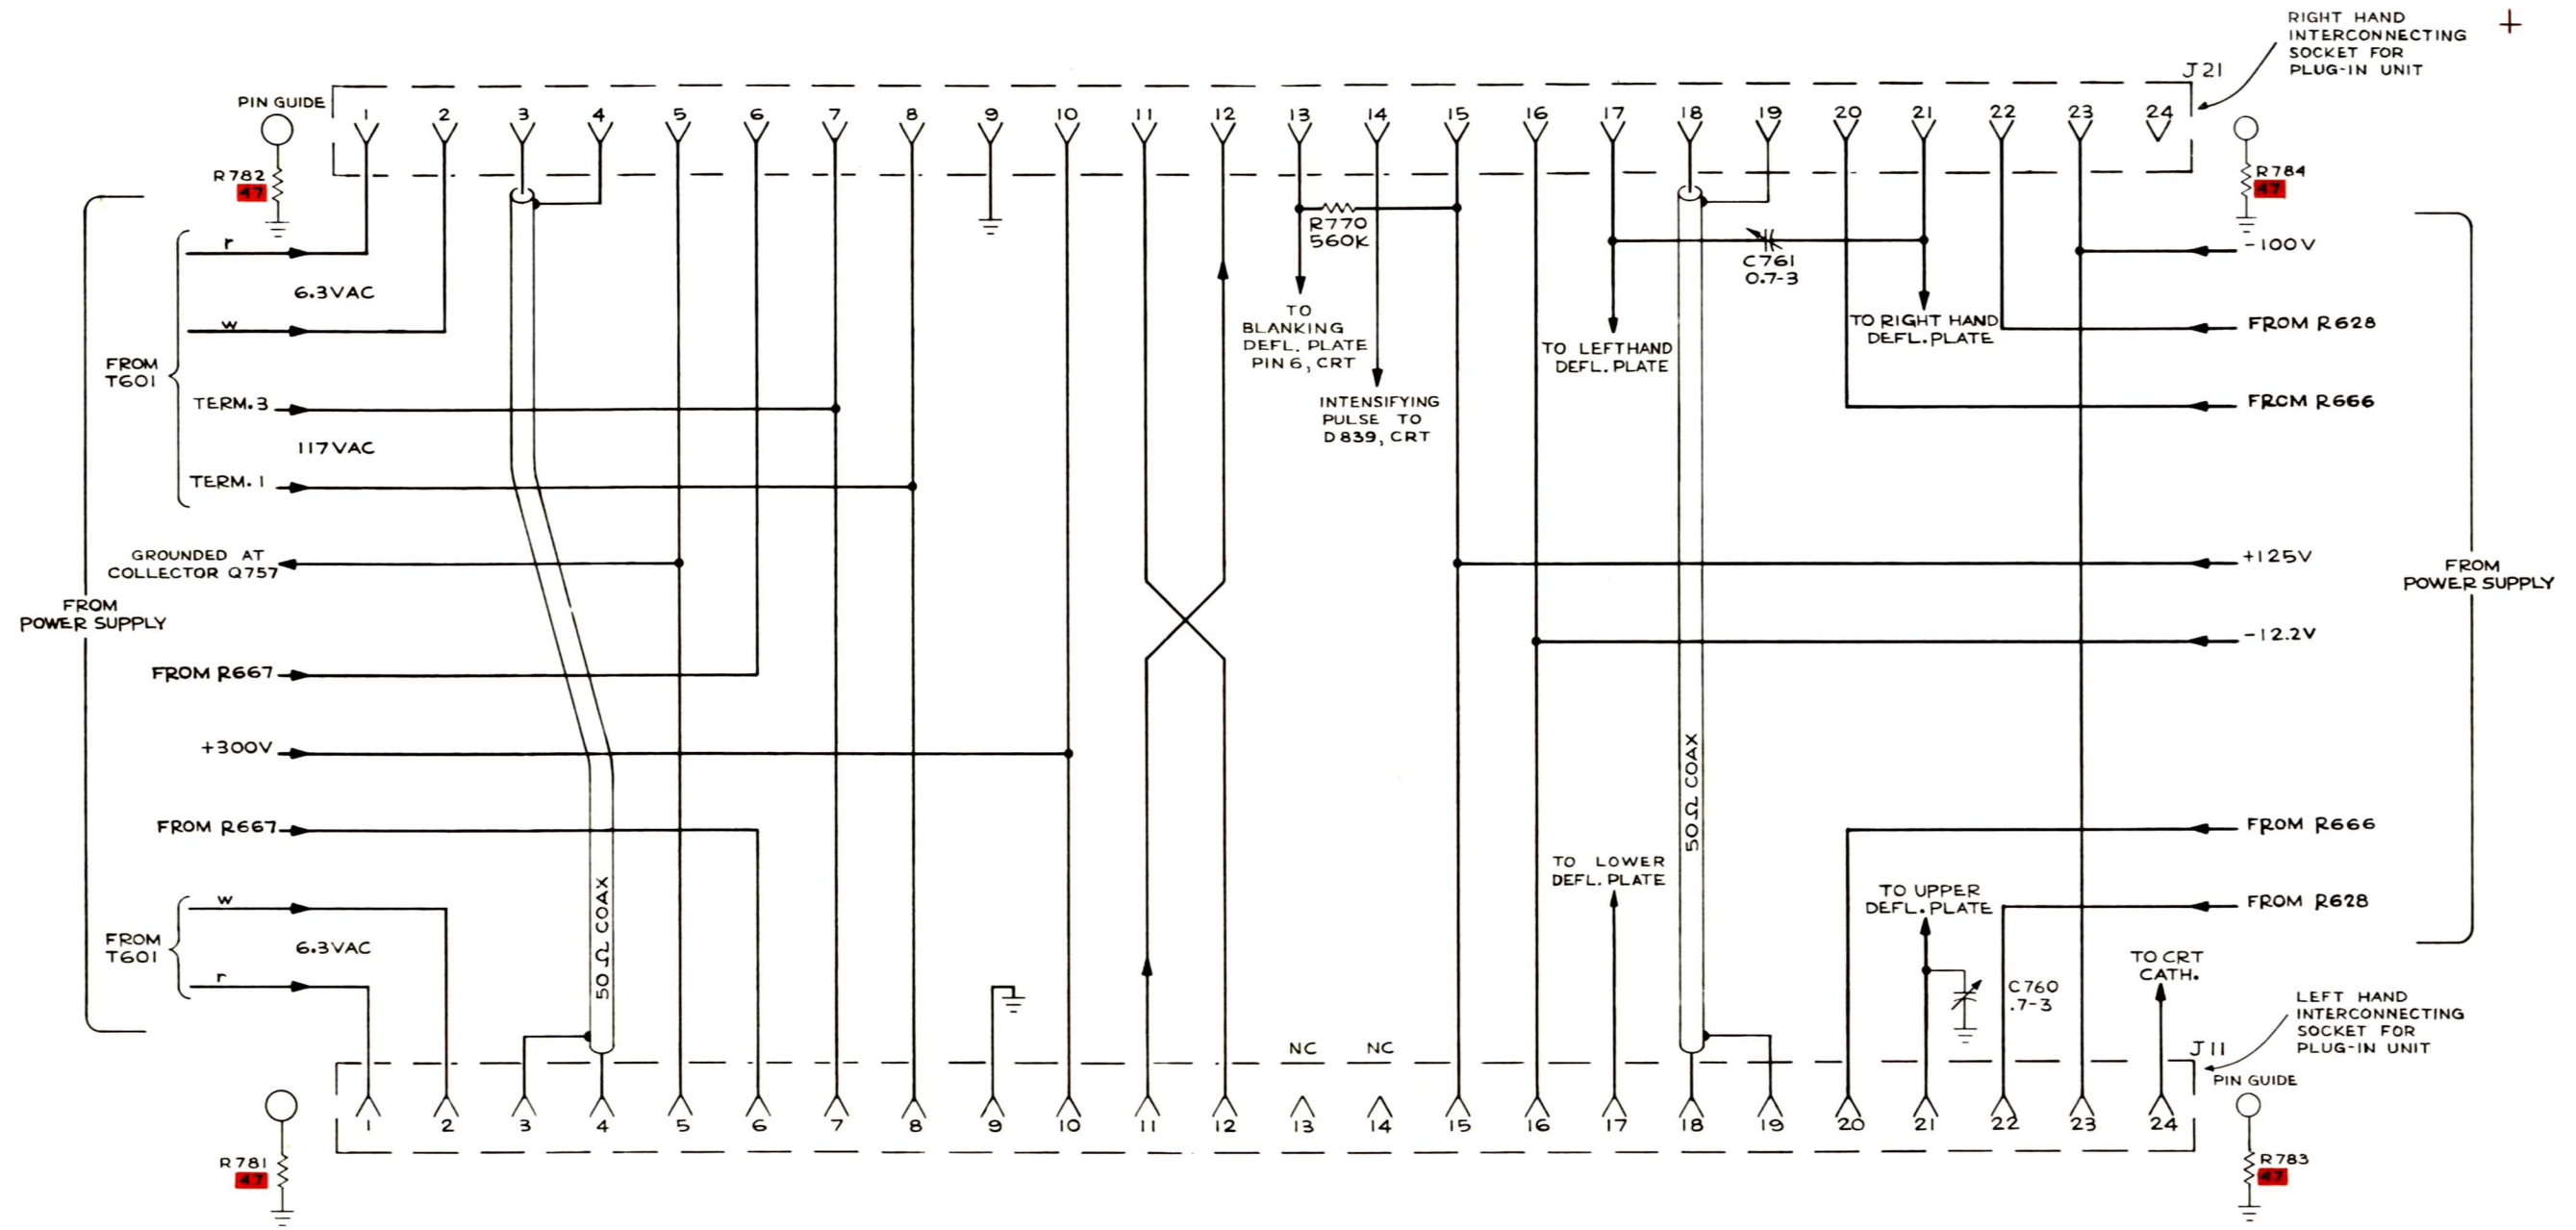 RIGHT HAND
INTERCONNECTING
SOCKET FOR
PLUG-IN UNIT
J21
PIN GUIDE
1 2 3 4 5 6 7 8 9 10 11 12 13 14 15 16 17 18 19 20 21 22 23 24
R782
47
R784
47
R770
560K
C761
0.7-3
r
6.3VAC
w
FROM
T601
TERM.3
117VAC
TERM.1
TO
BLANKING
DEFL. PLATE
PIN 6, CRT
INTENSIFYING
PULSE TO
D839, CRT
TO LEFTHAND
DEFL. PLATE
TO RIGHT HAND
DEFL. PLATE
-100V
FROM R628
FRCM R666
GROUNDED AT
COLLECTOR Q757
+125V
FROM
POWER SUPPLY
FROM
POWER SUPPLY
-12.2V
FROM R667
+300V
50Ω COAX
FROM R667
FROM R666
TO LOWER
DEFL. PLATE
TO UPPER
DEFL. PLATE
FROM R628
w
FROM
T601
6.3VAC
r
50Ω COAX
TO CRT
CATH.
C760
.7-3
LEFT HAND
INTERCONNECTING
SOCKET FOR
PLUG-IN UNIT
NC NC
J11
PIN GUIDE
1 2 3 4 5 6 7 8 9 10 11 12 13 14 15 16 17 18 19 20 21 22 23 24
R781
47
R783
47